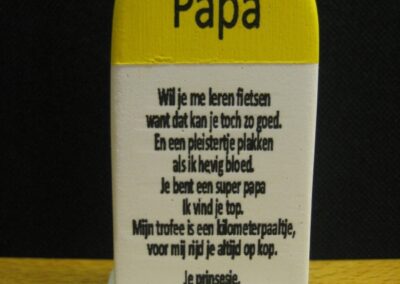 Papa
Wil je me leren fietsen
want dat kan je toch zo goed.
En een pleistertje plakken
als ik hevig bloed.
Je bent een super papa
Ik vind je top.
Mijn trofee is een kilometerpaaltje,
voor mij rijd je altijd op kop.
Je prinsesje.